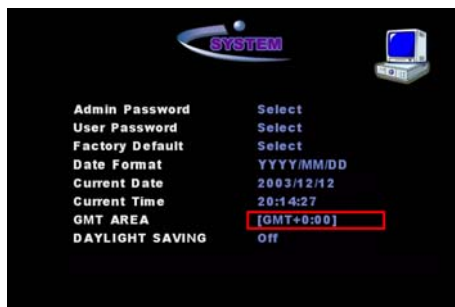 SYSTEM
Admin Password Select
User Password Select
Factory Default Select
Date Format YYYY/MM/DD
Current Date 2003/12/12
Current Time 20:14:27
GMT AREA [GMT+0:00]
DAYLIGHT SAVING Off